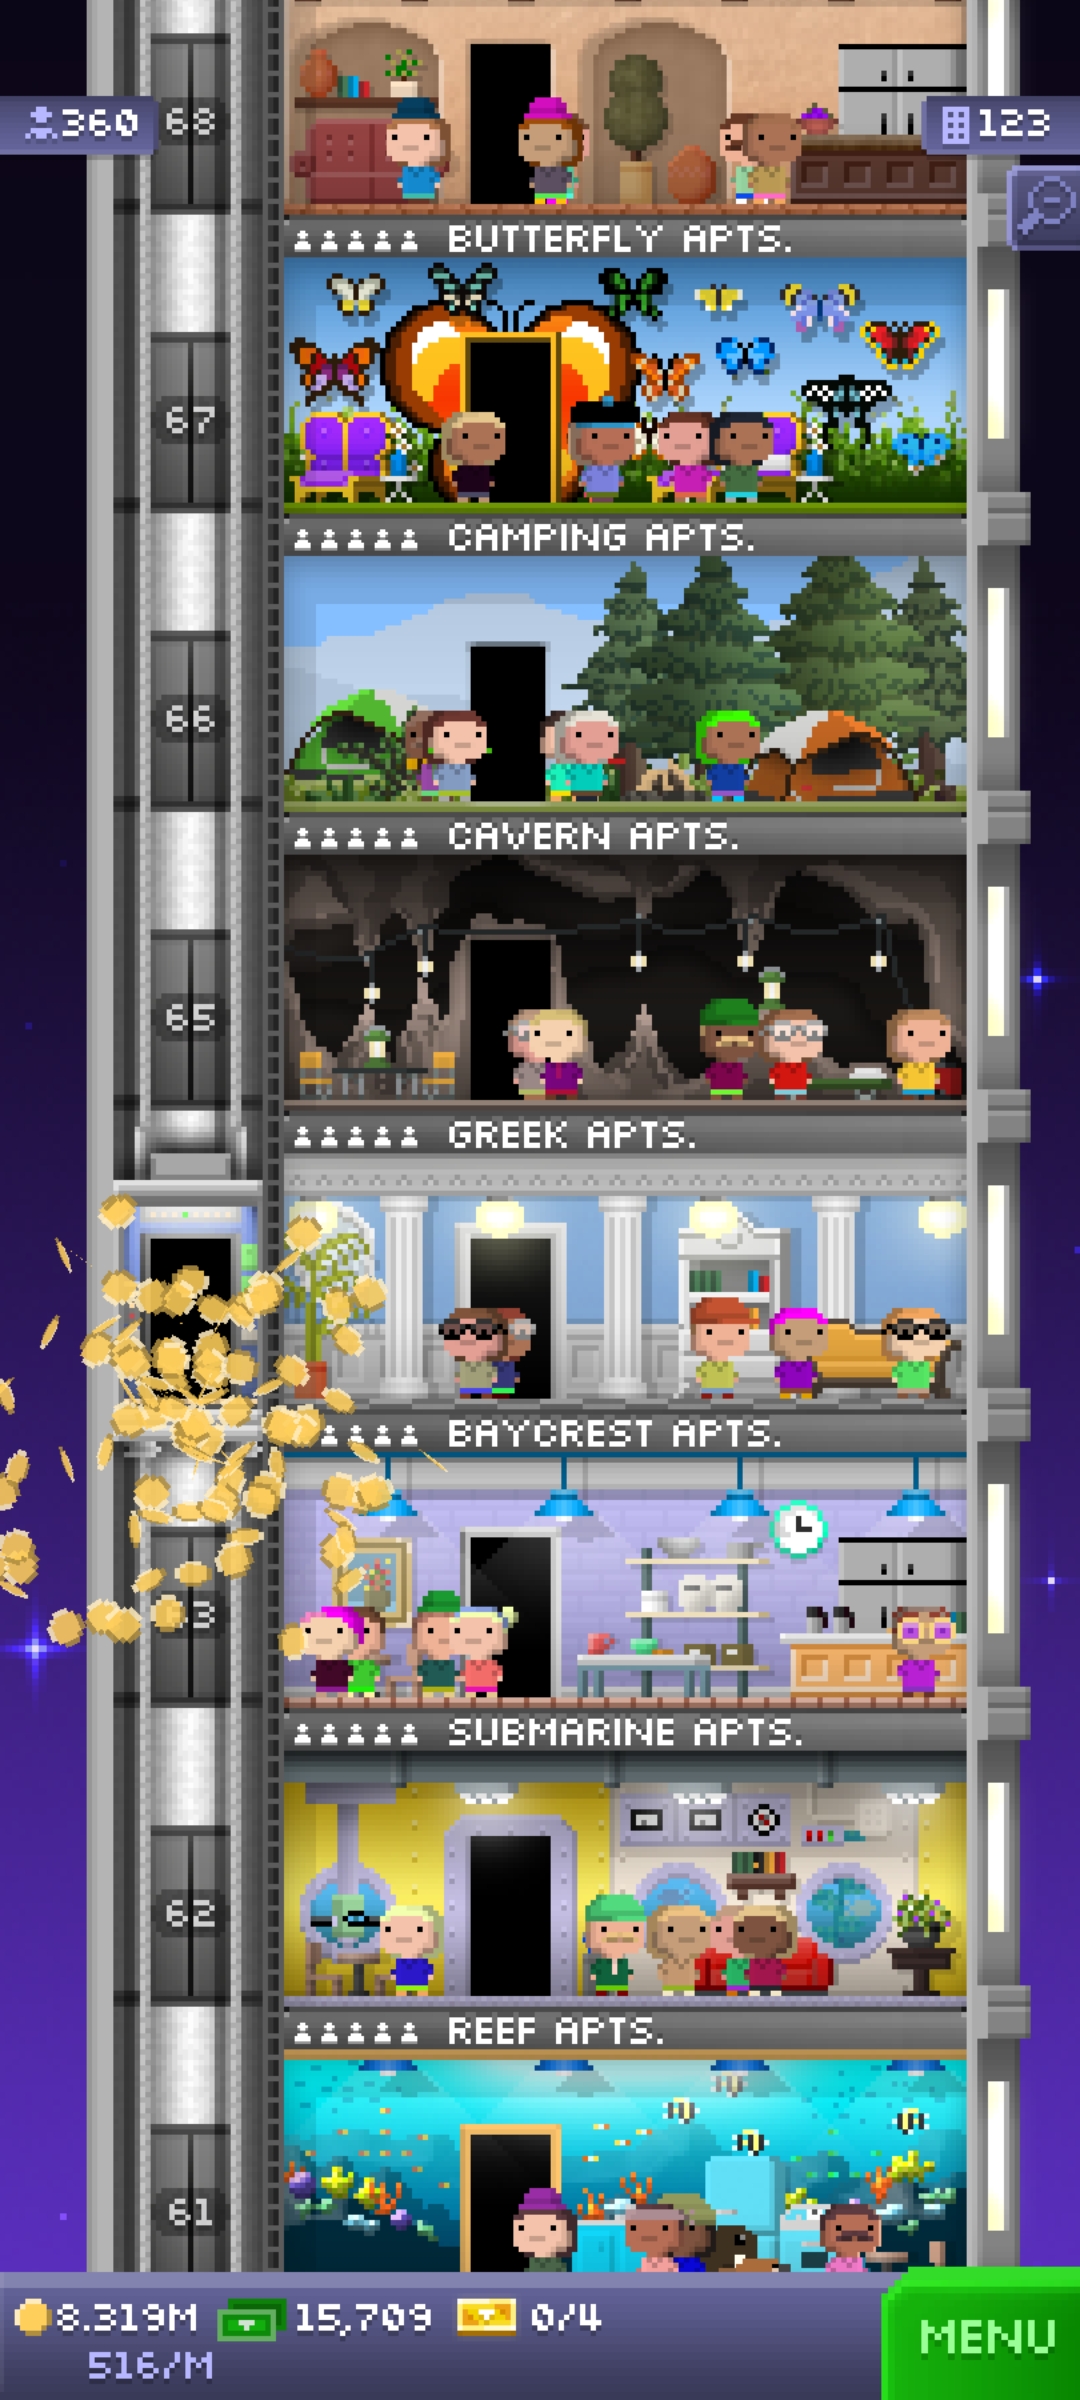 68
360
123
BUTTERFLY APTS.
67
CAMPING APTS.
66
CAVERN APTS.
65
GREEK APTS.
BAYCREST APTS.
3
SUBMARINE APTS.
62
REEF APTS.
61
8.319M 15,709 0/4
516/M
MENU